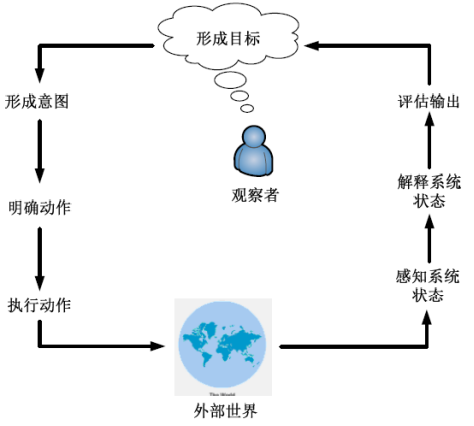 形成目标
形成意图
评估输出
观察者
解释系统
状态
明确动作
感知系统
状态
执行动作
The World
外部世界